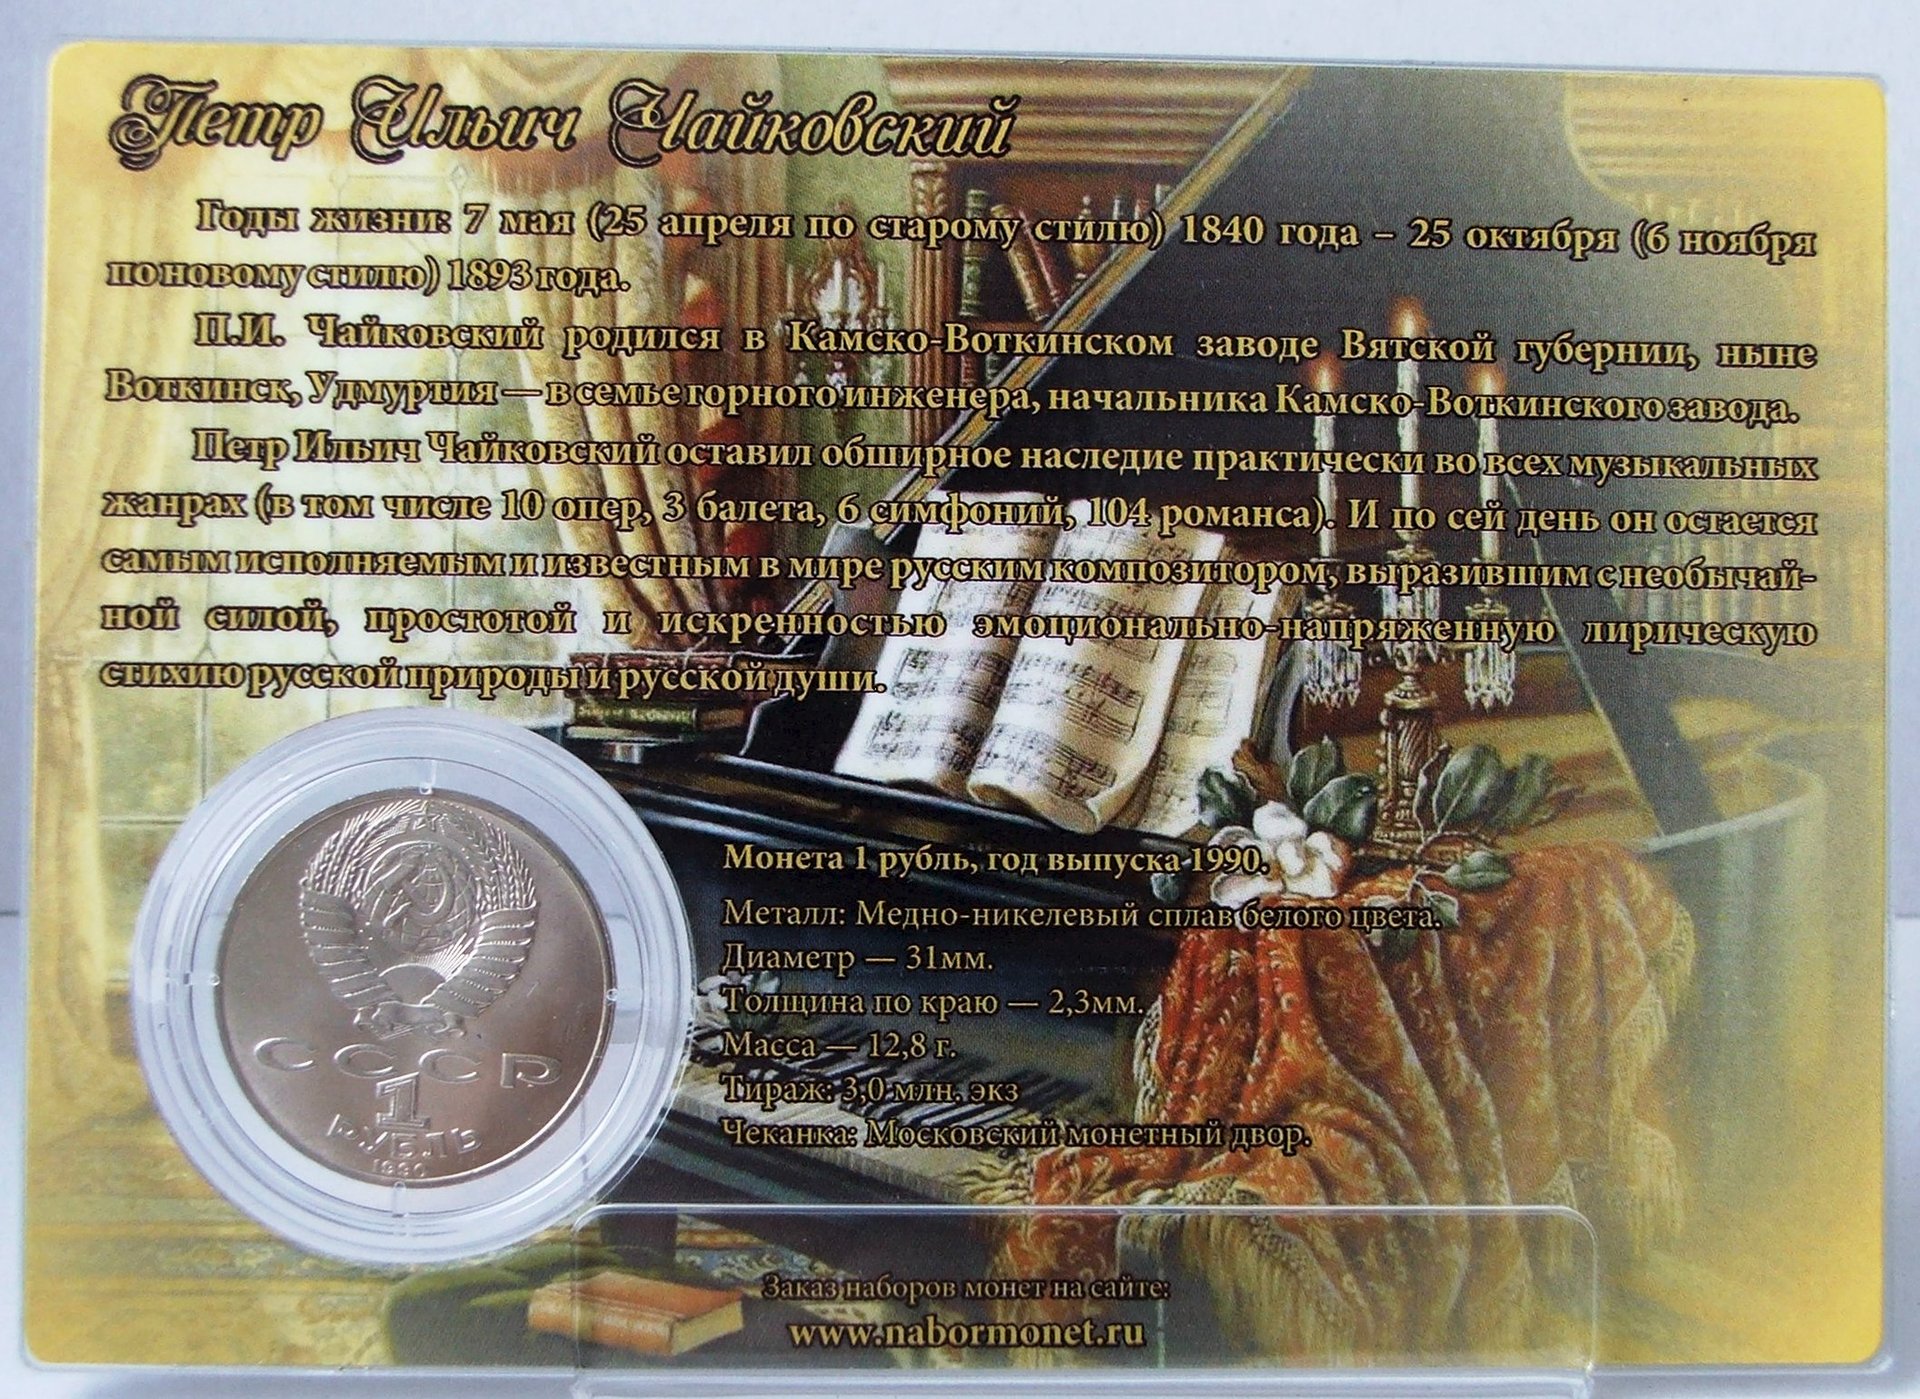 Петр Ильич Чайковский
Годы жизни: 7 мая (25 апреля по старому стилю) 1840 года – 25 октября (6 ноября
по новому стилю) 1893 года.
П.И. Чайковский родился в Камско-Воткинском заводе Вятской губернии, ныне
Воткинск, Удмуртия — в семье горного инженера, начальника Камско-Воткинского завода.
Петр Ильич Чайковский оставил обширное наследие практически во всех музыкальных
жанрах (в том числе 10 опер, 3 балета, 6 симфоний, 104 романса). И по сей день он остается
самым исполняемым и известным в мире русским композитором, выразившим с необычай-
ной силой, простотой и искренностью эмоционально-напряженную лирическую
стихию русской природы и русской души.
Монета 1 рубль, год выпуска 1990.
Металл: Медно-никелевый сплав белого цвета.
Диаметр — 31мм.
Толщина по краю — 2,3мм.
Масса — 12,8 г.
Тираж: 3,0 млн. экз
Чеканка: Московский монетный двор.
СССР
1
РУБЛЬ
1990
Заказ наборов монет на сайте:
www.nabormonet.ru